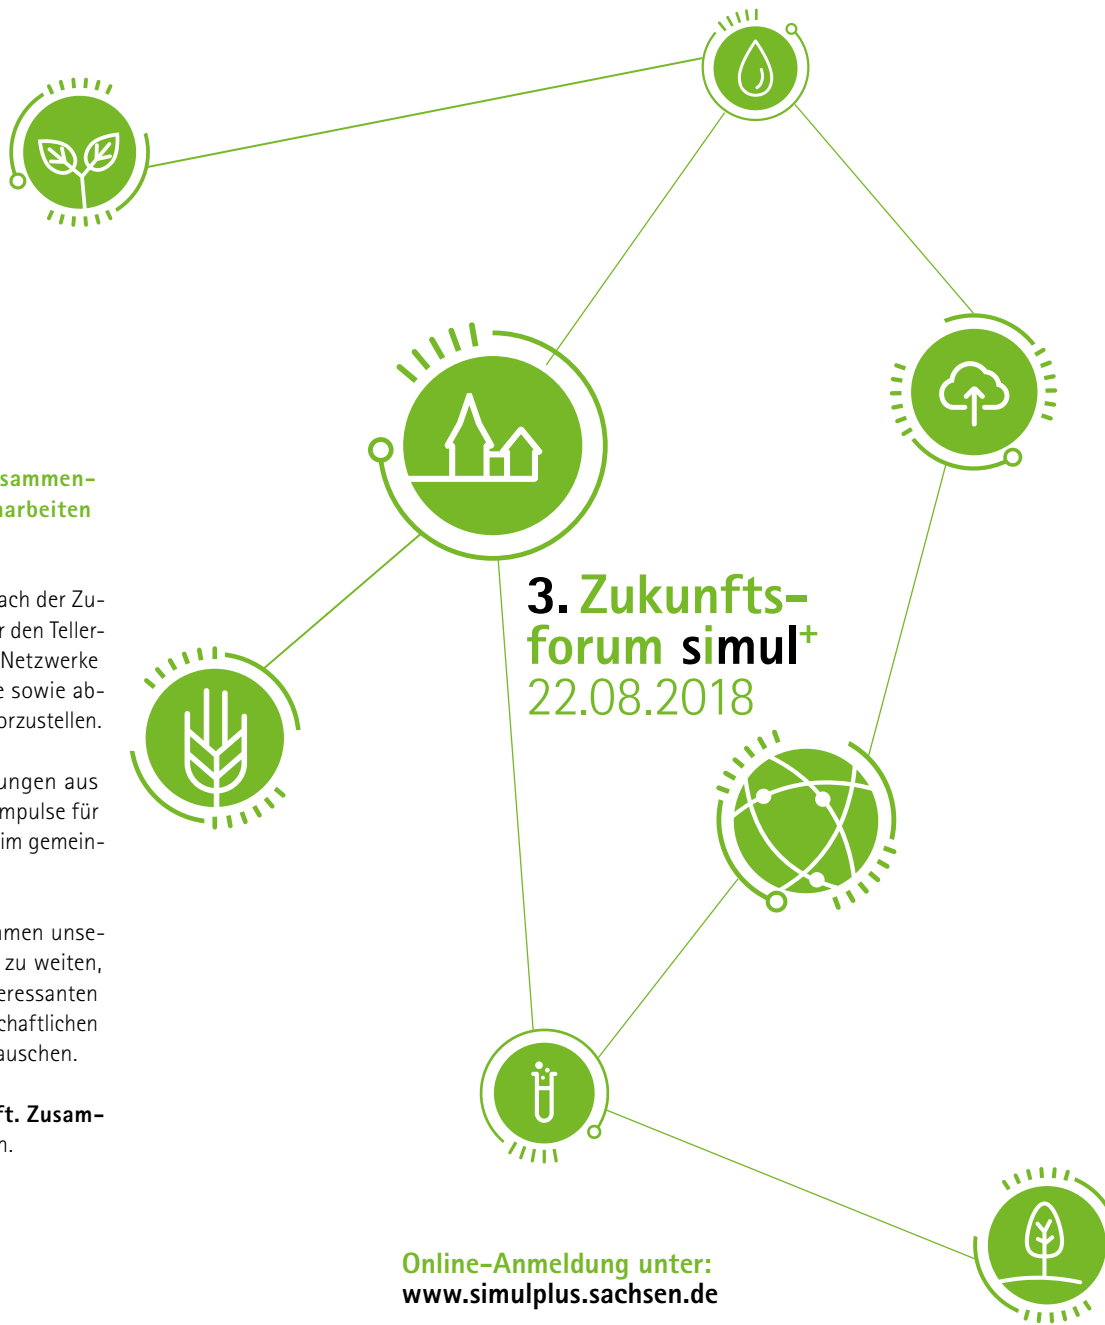 sammen-
arbeiten
ach der Zu-
r den Teller-
Netzwerke
e sowie ab-
orzustellen.
ungen aus
mpulse für
im gemein-
men unse-
zu weiten,
eressanten
chaftlichen
auschen.
ft. Zusam-
n.
3. Zukunfts-
forum simul+
22.08.2018
Online-Anmeldung unter:
www.simulplus.sachsen.de